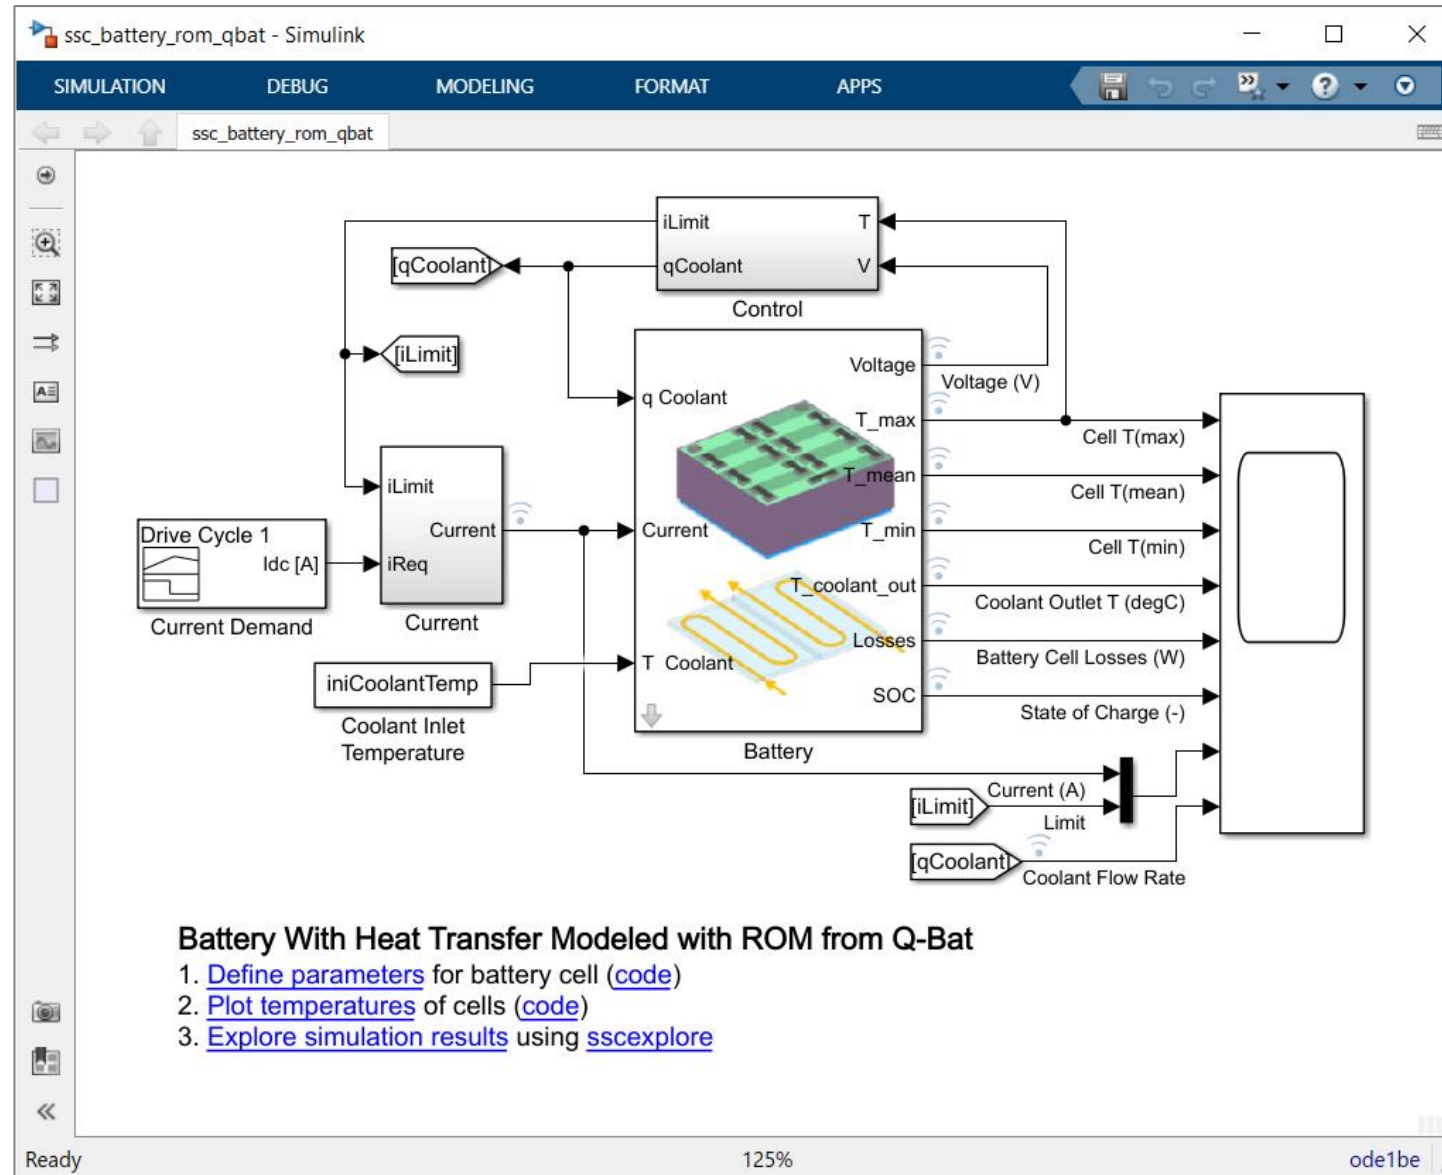 ssc_battery_rom_qbat - Simulink
SIMULATION DEBUG MODELING FORMAT APPS
ssc_battery_rom_qbat
iLimit T
[qCoolant] qCoolant V
Control
[iLimit]
Voltage
Voltage (V)
q Coolant
T_max
Cell T(max)
iLimit
T_mean
Cell T(mean)
Drive Cycle 1
Current
Current
T_min
Cell T(min)
Idc [A]
iReq
T_coolant_out
Coolant Outlet T (degC)
Current Demand
Current
Losses
Battery Cell Losses (W)
T Coolant
iniCoolantTemp
SOC
State of Charge (-)
Coolant Inlet
Temperature
Battery
Current (A)
[iLimit]
Limit
[qCoolant]
Coolant Flow Rate
Battery With Heat Transfer Modeled with ROM from Q-Bat
1. Define parameters for battery cell (code)
2. Plot temperatures of cells (code)
3. Explore simulation results using sscexplore
Ready 125% ode1be